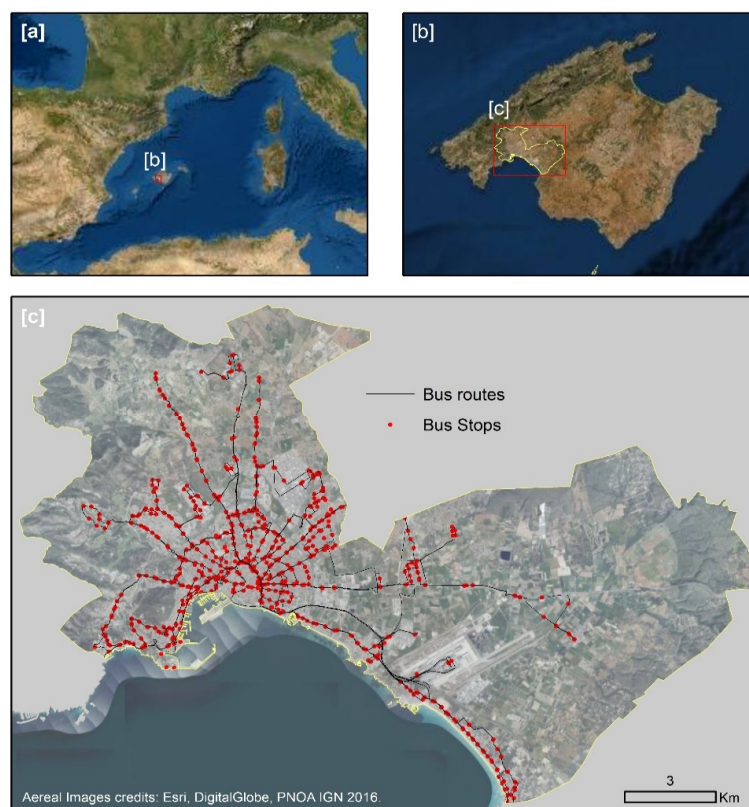 [a]
[b]
[b]
[c]
[c]
Bus routes
Bus Stops
3
Km
Aereal Images credits: Esri, DigitalGlobe, PNOA IGN 2016.